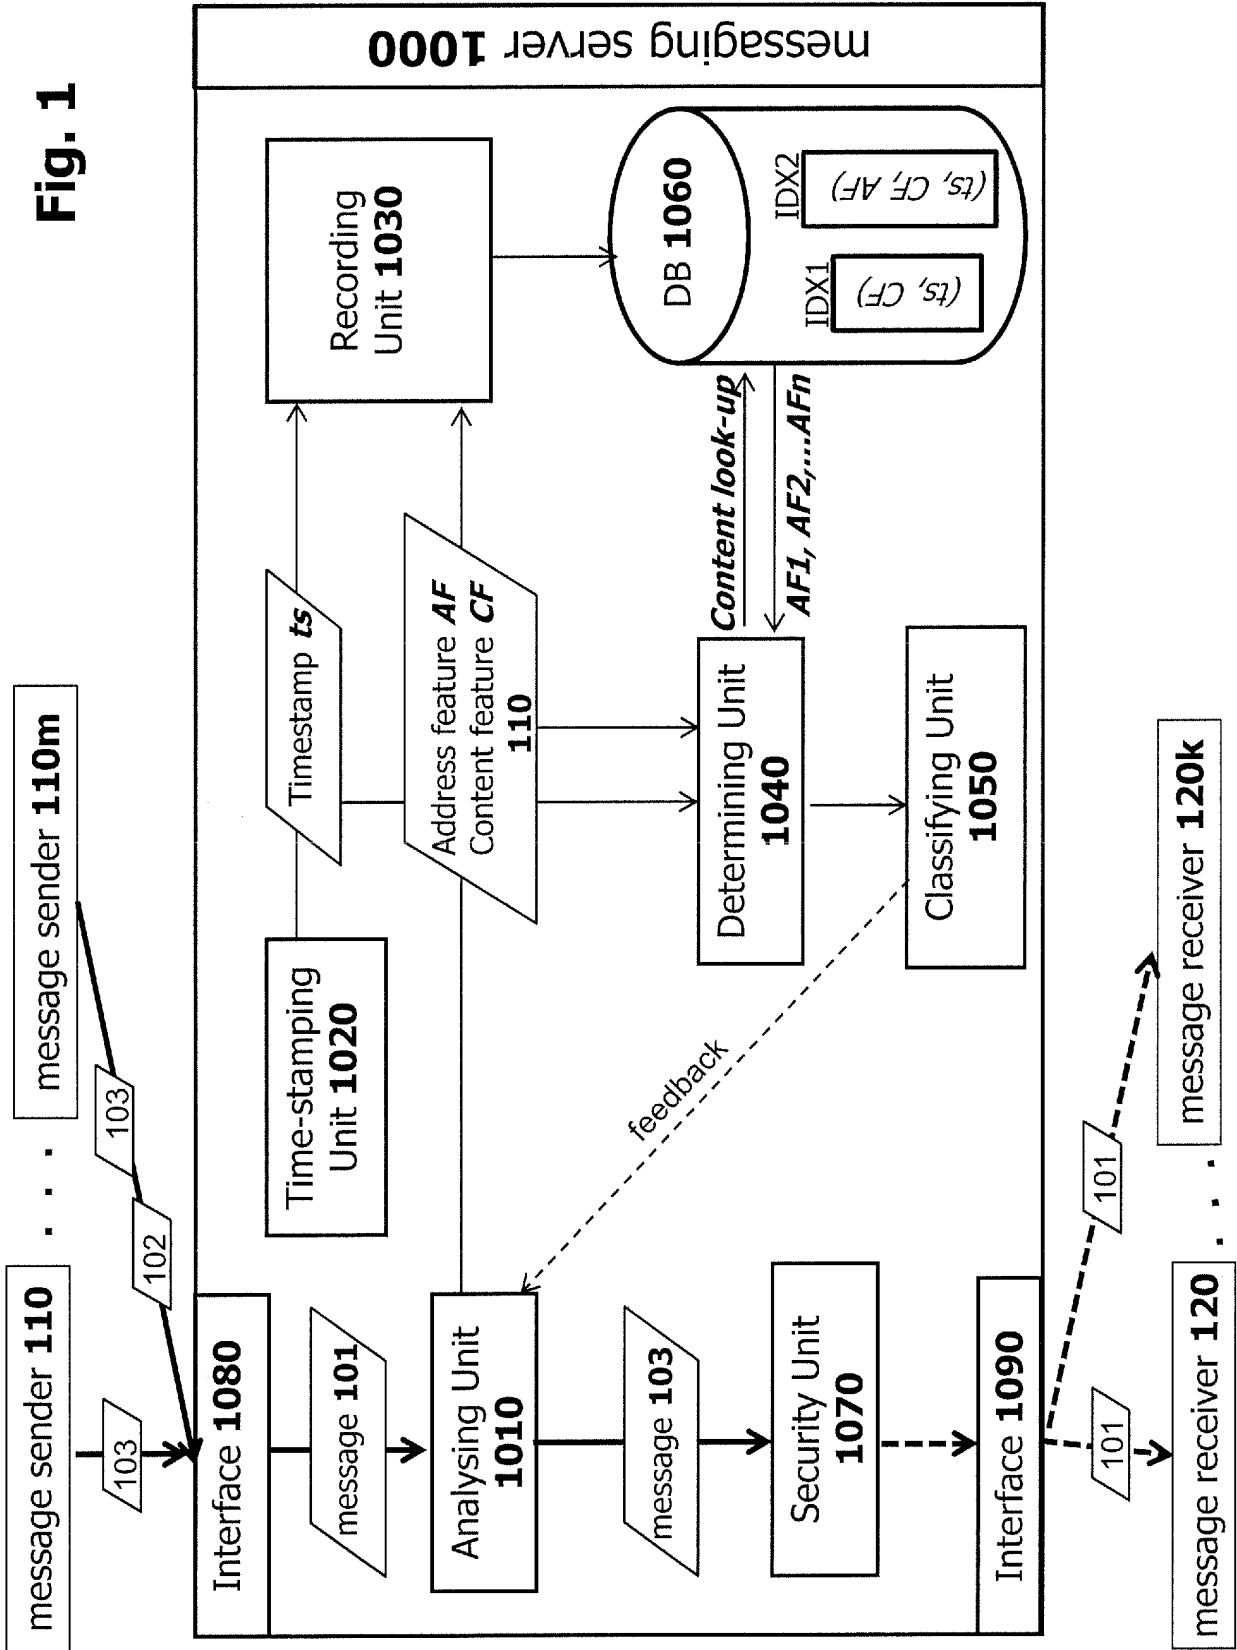 Fig. 1
message sender 110
. . .
message sender 110m
103
103
102
Interface 1080
message 101
Analysing Unit
1010
message 103
Security Unit
1070
Interface 1090
101
101
message receiver 120
. . .
message receiver 120k
Time-stamping
Unit 1020
Timestamp ts
Address feature AF
Content feature CF
110
Recording
Unit 1030
Determining Unit
1040
Content look-up
AF1, AF2,...AFn
Classifying Unit
1050
feedback
DB 1060
IDX1
(ts, CF)
IDX2
(ts, CF, AF)
messaging server 1000